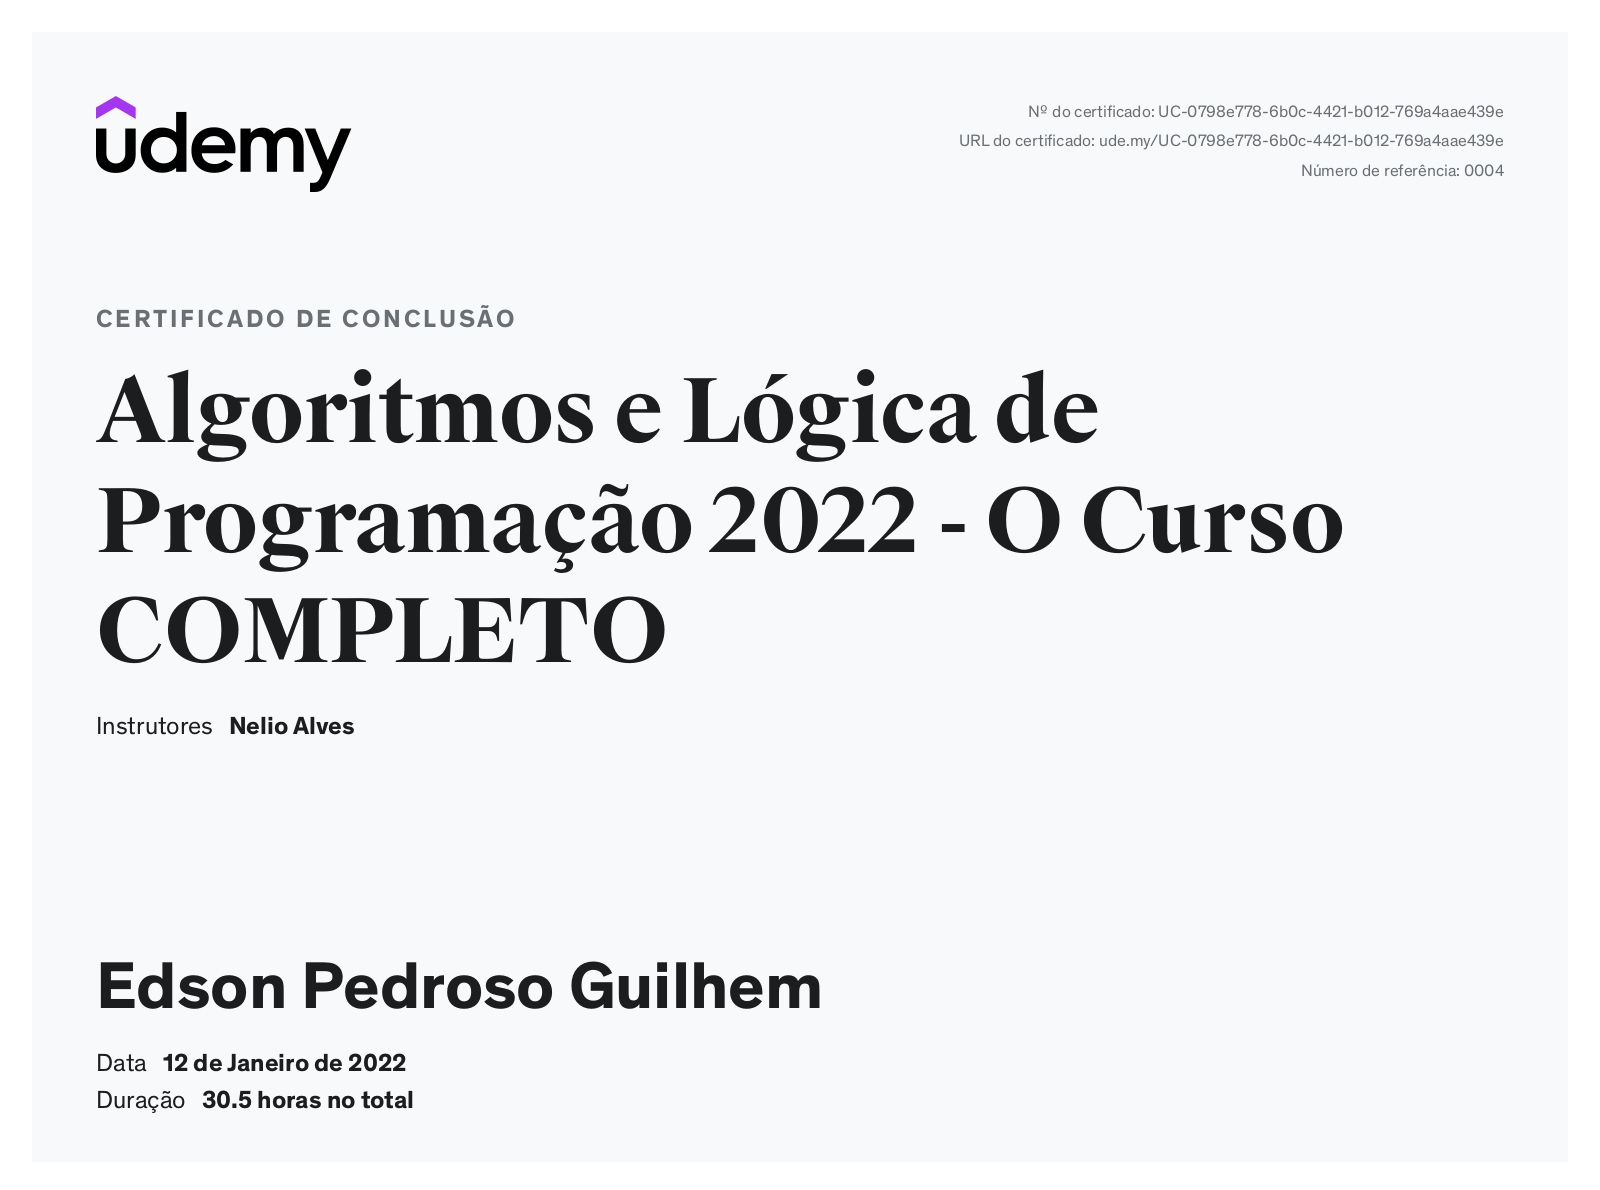 udemy
Nº do certificado: UC-0798e778-6b0c-4421-b012-769a4aae439e
URL do certificado: ude.my/UC-0798e778-6b0c-4421-b012-769a4aae439e
Número de referência: 0004
CERTIFICADO DE CONCLUSÃO
Algoritmos e Lógica de
Programação 2022 - O Curso
COMPLETO
Instrutores Nelio Alves
Edson Pedroso Guilhem
Data 12 de Janeiro de 2022
Duração 30.5 horas no total